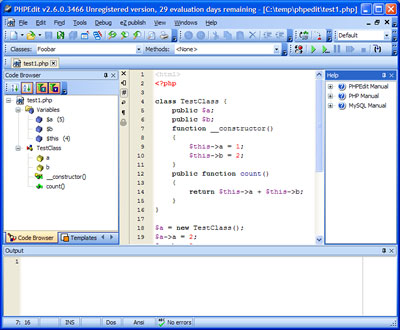 PHPEdit v2.6.0.3466 Unregistered version, 29 evaluation days remaining - [C:\temp\phpedit\test1.php]
File Edit Find Tools Debug eZ publish View Window Help
Default
Classes: Foobar Methods: <None>
test1.php
Code Browser
test1.php
Variables
$a (5)
$b
$this (4)
TestClass
a
b
__constructor()
count()
Code Browser Templates
1 <html>
2 <?php
3
4 class TestClass {
5 public $a;
6 public $b;
7 function __constructor()
8 {
9 $this->a = 1;
10 $this->b = 2;
11 }
12 public function count()
13 {
14 return $this->a + $this->b;
15 }
16 }
17
18 $a = new TestClass();
19 $a->a = 2;
Help
PHPEdit Manual
PHP Manual
MySQL Manual
Output
1
7: 16 INS Dos Ansi No errors